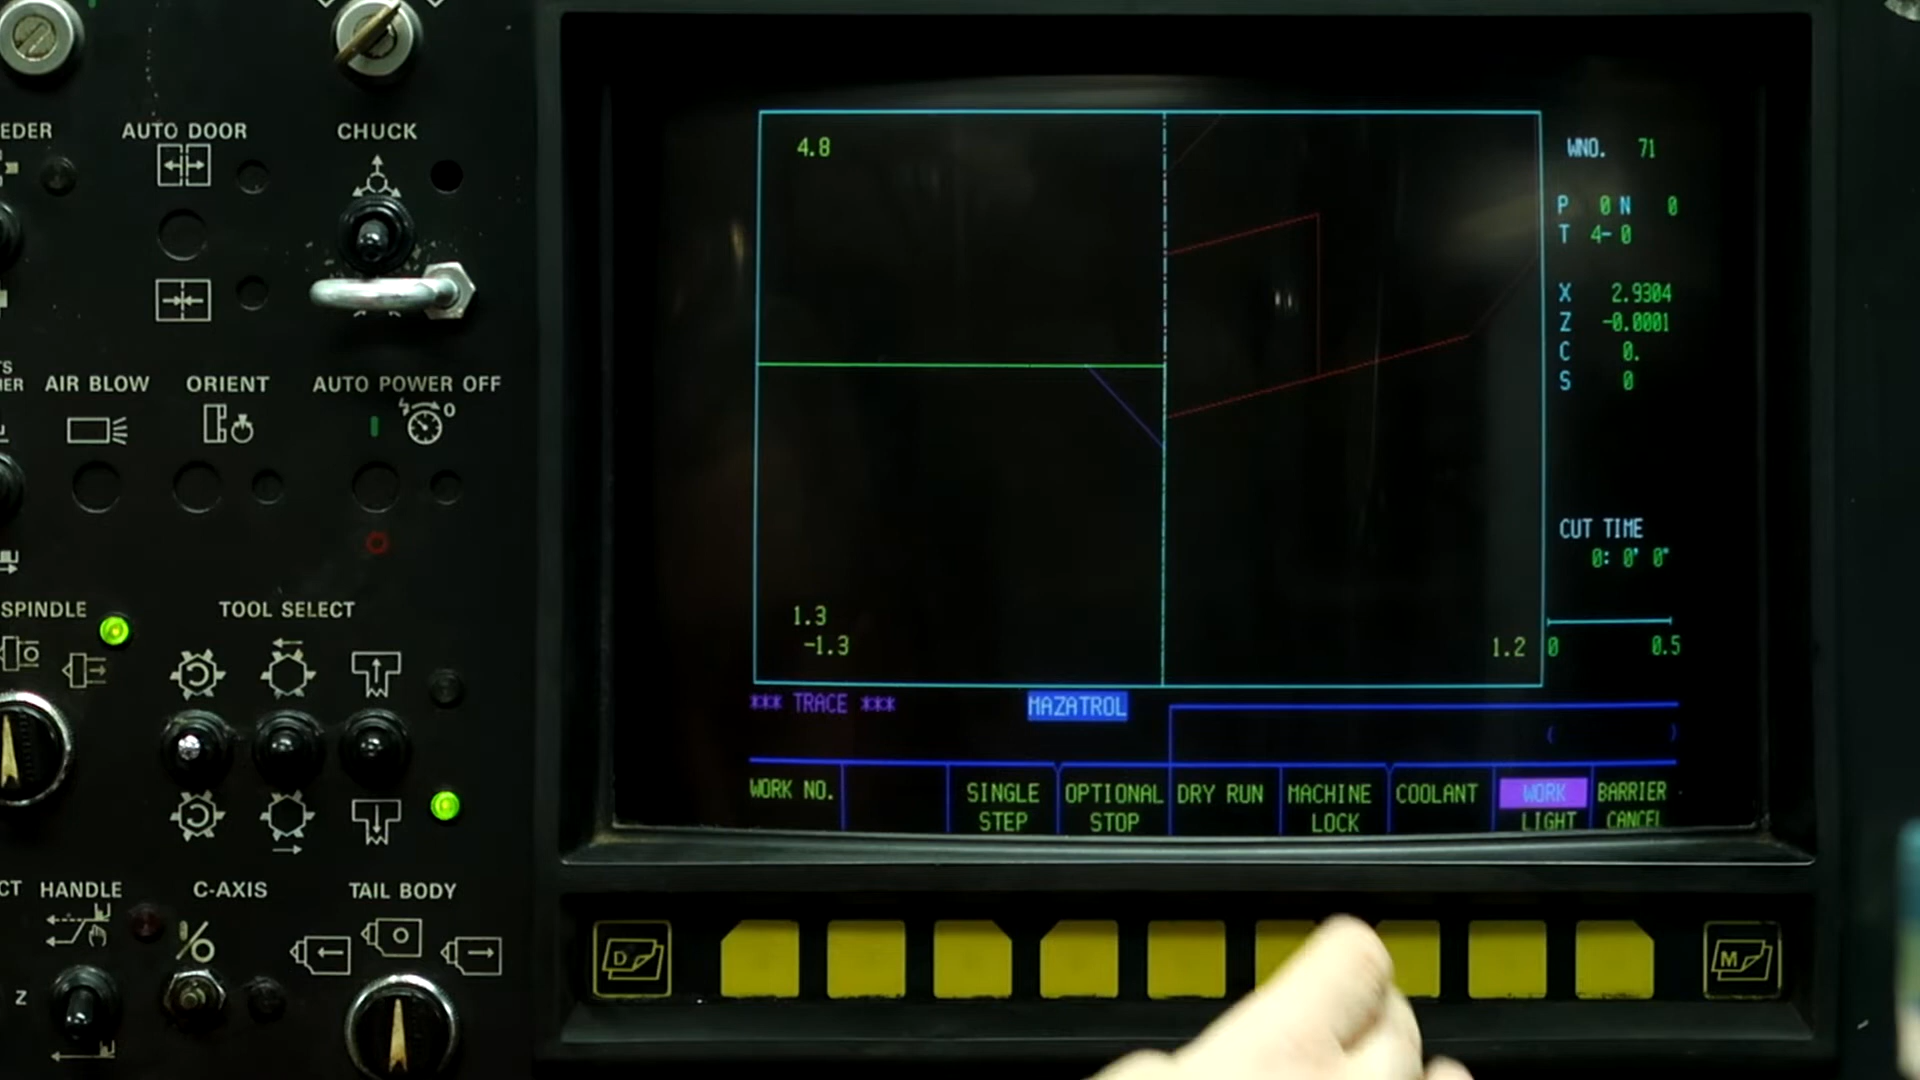 EDER AUTO DOOR CHUCK
AIR BLOW ORIENT AUTO POWER OFF
O
SPINDLE TOOL SELECT
CT HANDLE C-AXIS TAIL BODY
Z
4.8
1.3
-1.3
1.2
WNO. 71
P 0 N 0
T 4- 0
X 2.9304
Z -0.0001
C 0.
S 0
CUT TIME
0: 0' 0"
0 0.5
*** TRACE *** MAZATROL
( )
WORK NO.
SINGLE STEP
OPTIONAL STOP
DRY RUN
MACHINE LOCK
COOLANT
WORK LIGHT
BARRIER CANCEL
D
M